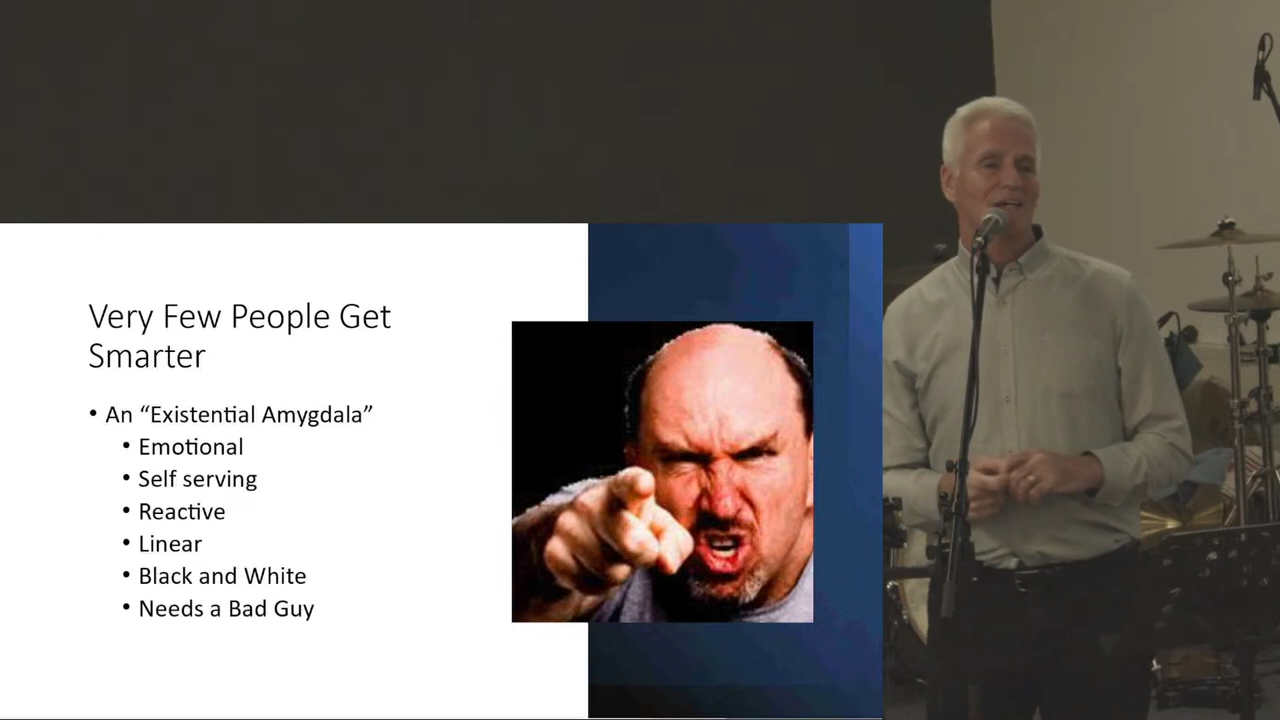 Very Few People Get
Smarter
• An “Existential Amygdala”
• Emotional
• Self serving
• Reactive
• Linear
• Black and White
• Needs a Bad Guy